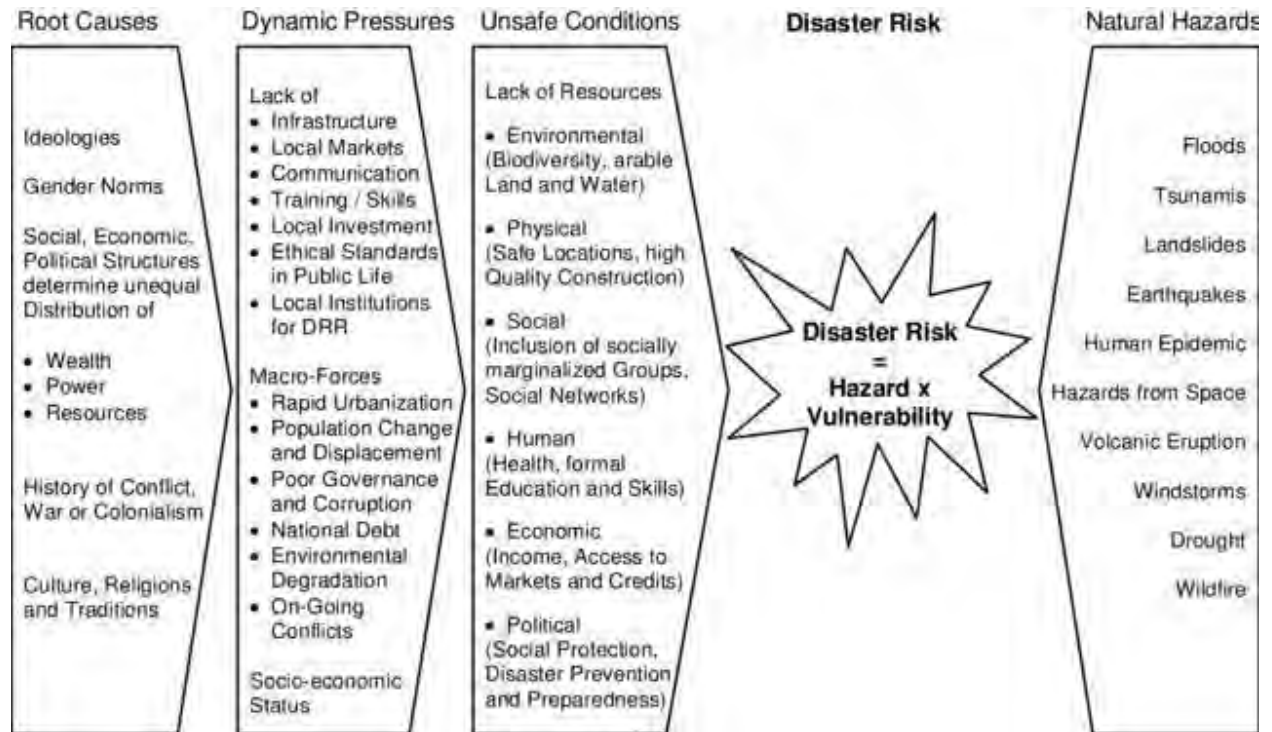 Root Causes
Ideologies
Gender Norms
Social, Economic,
Political Structures
determine unequal
Distribution of
• Wealth
• Power
• Resources
History of Conflict,
War or Colonialism
Culture, Religions
and Traditions
Dynamic Pressures
Lack of
• Infrastructure
• Local Markets
• Communication
• Training / Skills
• Local Investment
• Ethical Standards
in Public Life
• Local Institutions
for DRR
Macro-Forces
• Rapid Urbanization
• Population Change
and Displacement
• Poor Governance
and Corruption
• National Debt
• Environmental
Degradation
• On-Going
Conflicts
Socio-economic
Status
Unsafe Conditions
Lack of Resources
• Environmental
(Biodiversity, arable
Land and Water)
• Physical
(Safe Locations, high
Quality Construction)
• Social
(Inclusion of socially
marginalized Groups,
Social Networks)
• Human
(Health, formal
Education and Skills)
• Economic
(Income, Access to
Markets and Credits)
• Political
(Social Protection,
Disaster Prevention
and Preparedness)
Disaster Risk
Disaster Risk
=
Hazard x
Vulnerability
Natural Hazards
Floods
Tsunamis
Landslides
Earthquakes
Human Epidemic
Hazards from Space
Volcanic Eruption
Windstorms
Drought
Wildfire